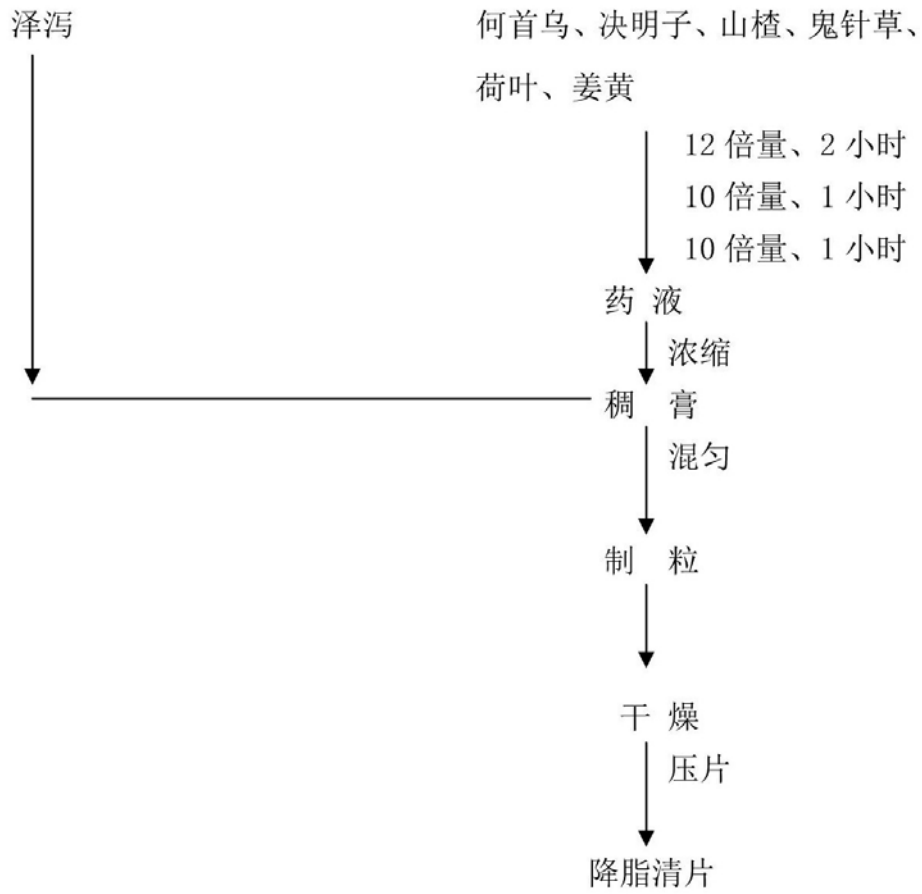 泽泻
何首乌、决明子、山楂、鬼针草、
荷叶、姜黄
12 倍量、2 小时
10 倍量、1 小时
10 倍量、1 小时
药 液
浓缩
稠 膏
混匀
制 粒
干 燥
压片
降脂清片